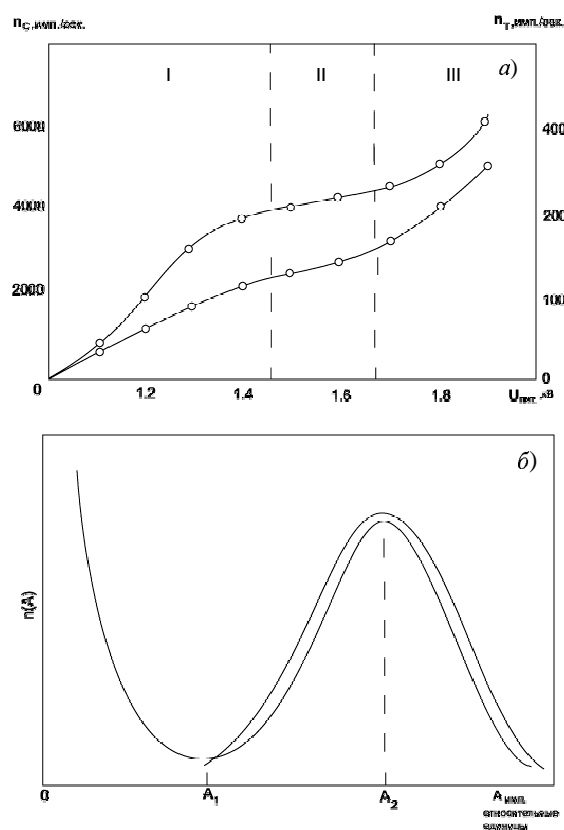 n_C, имп./сек.
n_T, имп./сек.
I II III а)
6000
4000
2000
0
400
200
100
0
1.2 1.4 1.6 1.8 U_пит. ,кВ
б)
n(A)
0 A₁ A₂ A имп.
относительные
единицы